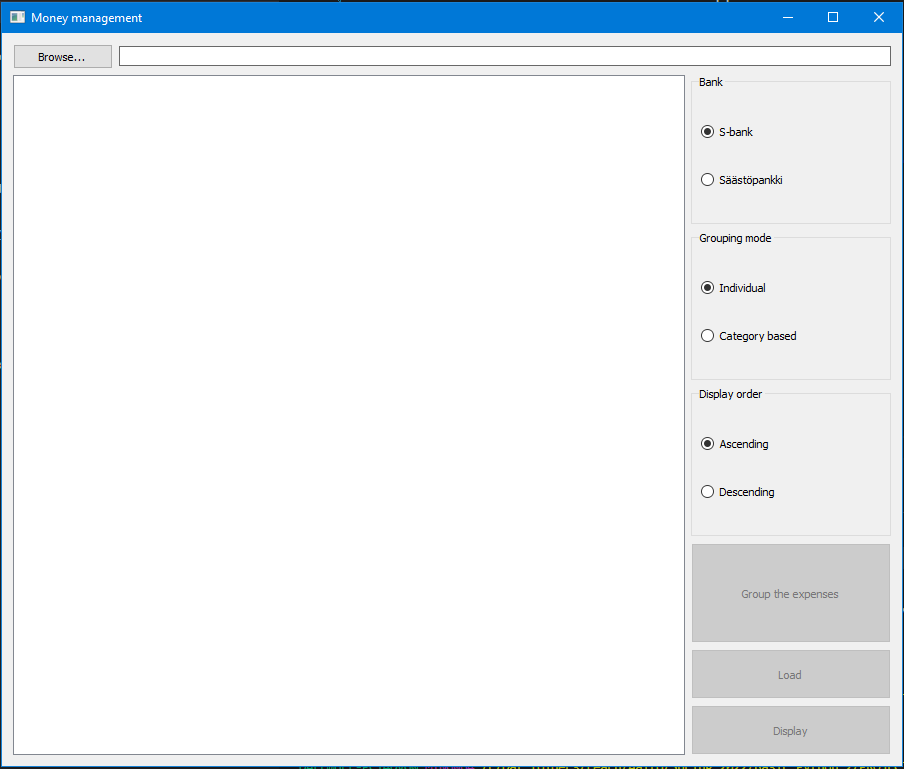 Money management
Browse...
Bank
S-bank
Säästöpankki
Grouping mode
Individual
Category based
Display order
Ascending
Descending
Group the expenses
Load
Display